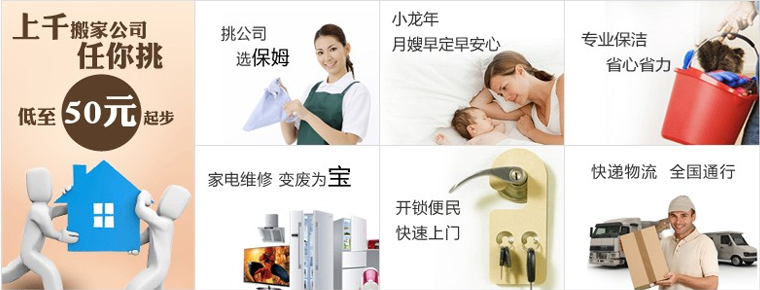 上千搬家公司
任你挑
低至50元起步
挑公司
选保姆
小龙年
月嫂早定早安心
专业保洁
省心省力
家电维修 变废为宝
开锁便民
快速上门
快递物流 全国通行